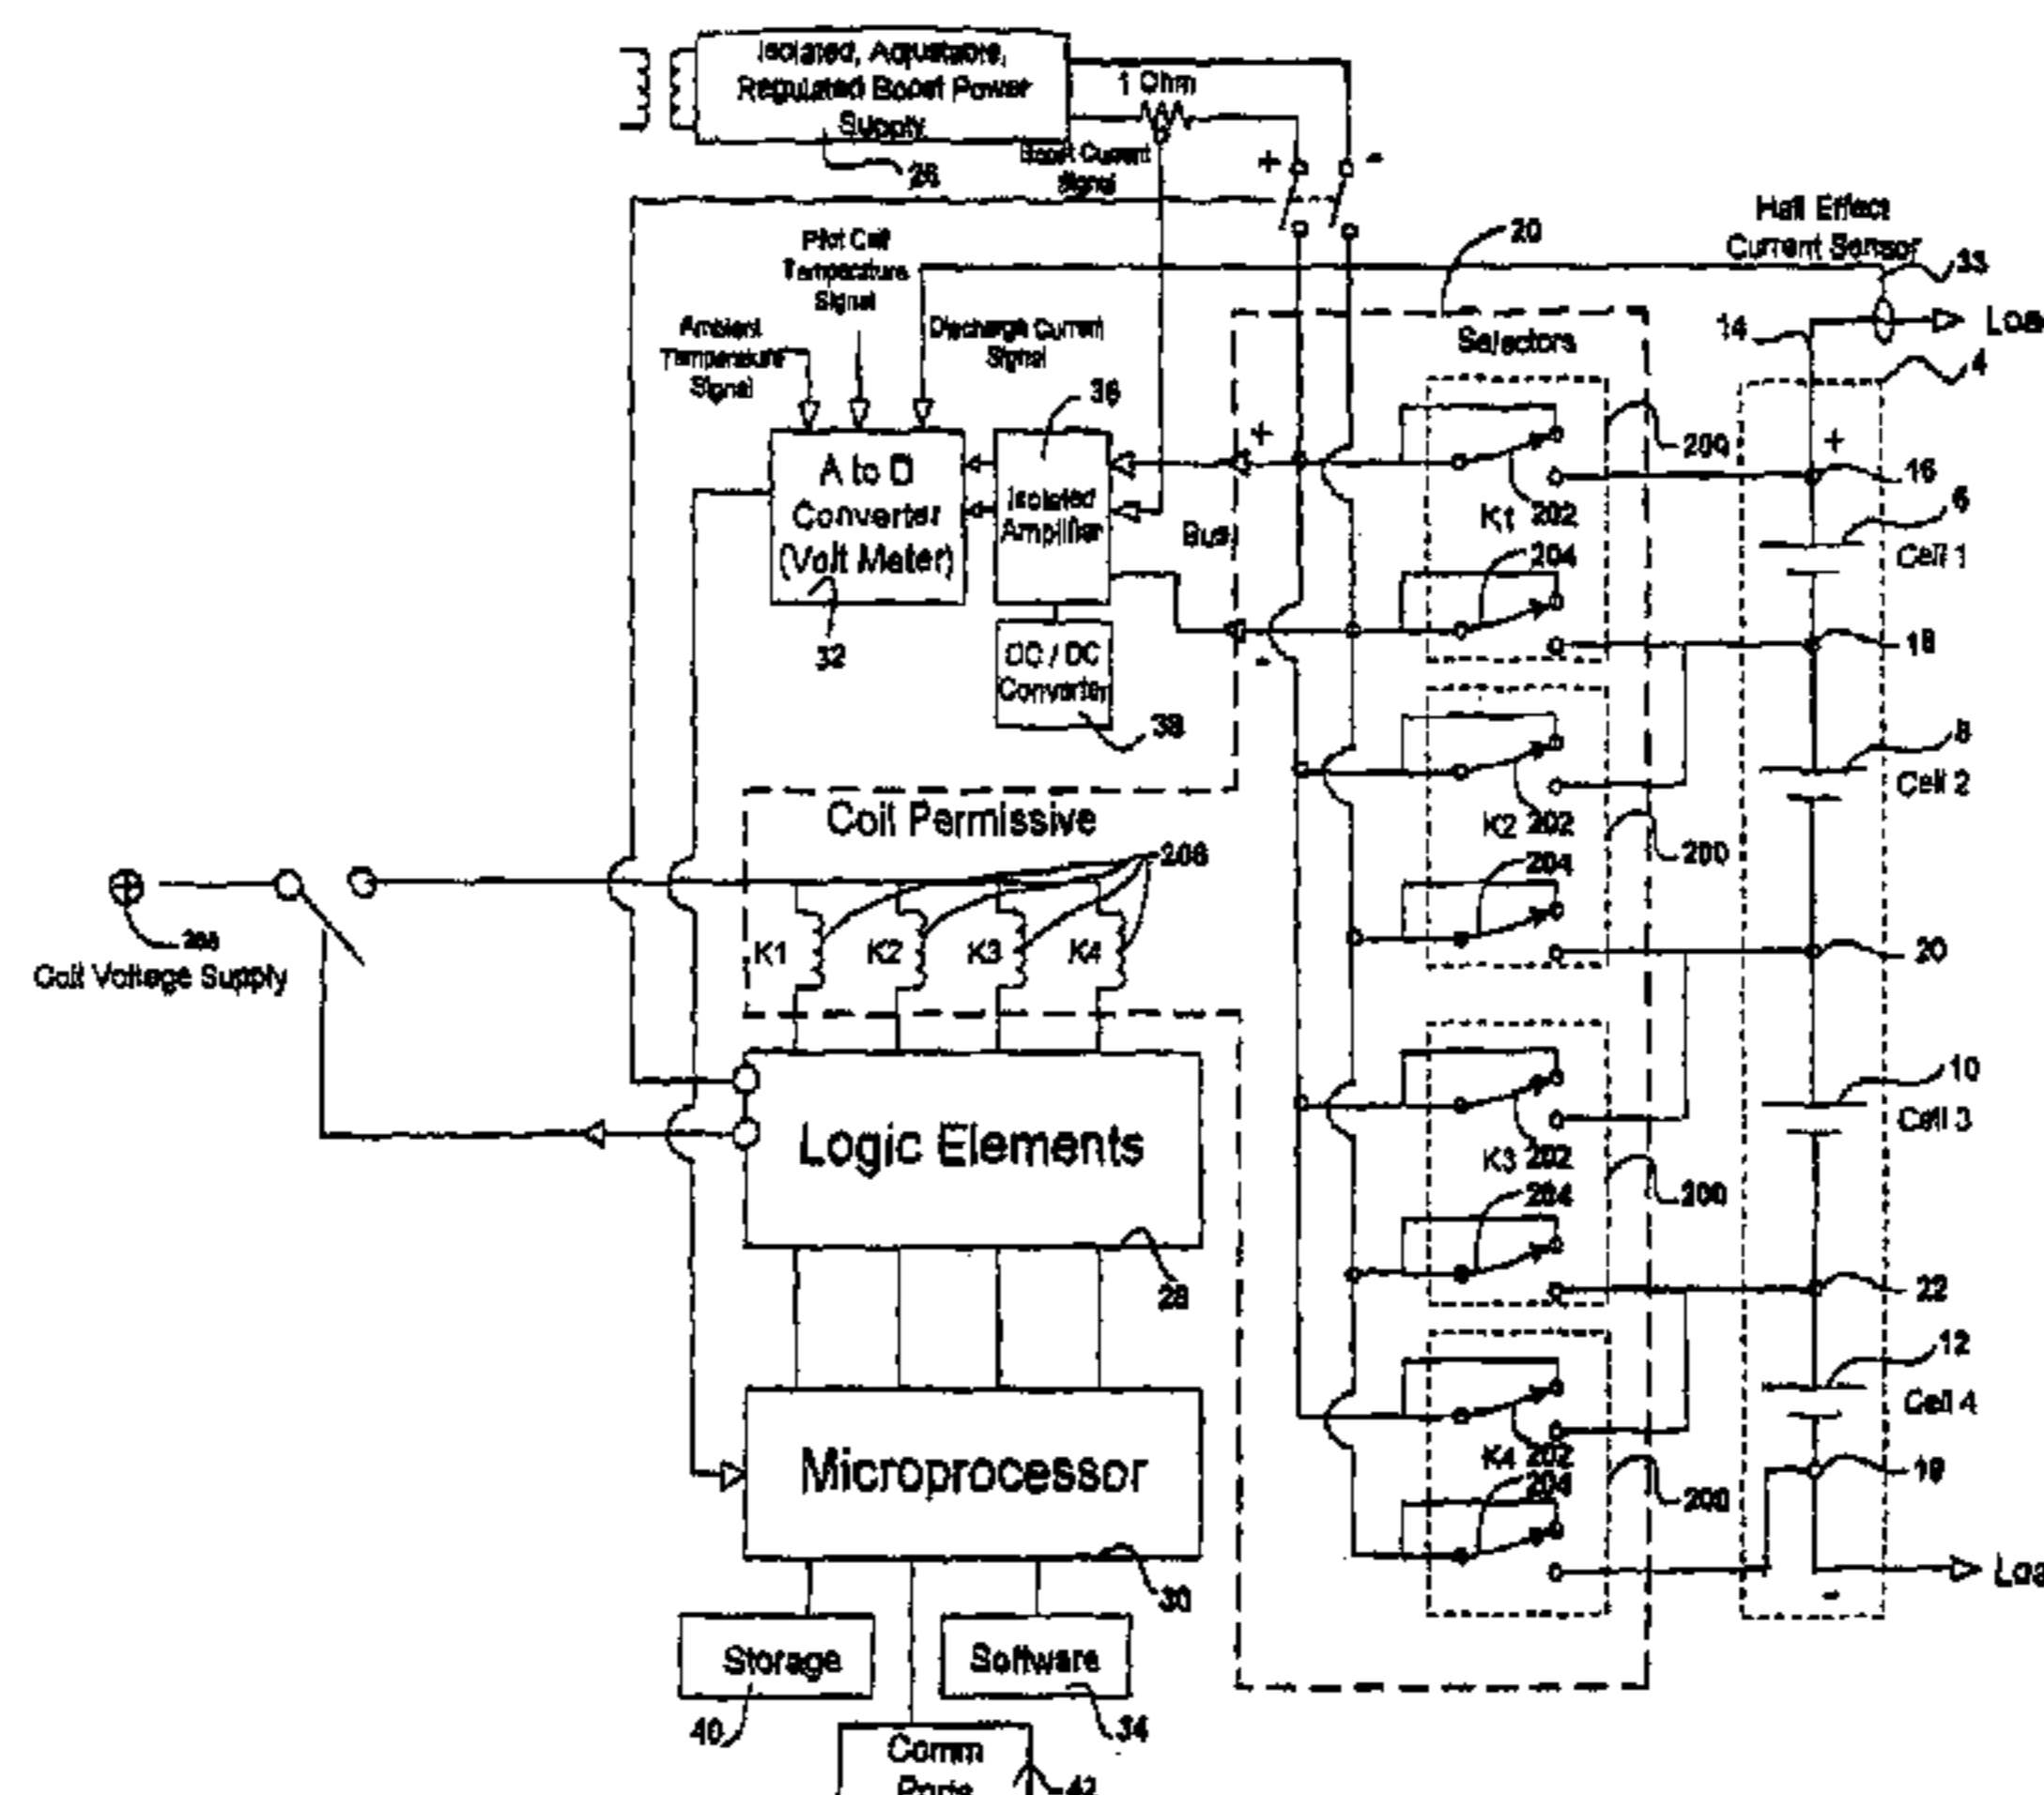 Isolated, Adjustable,
Regulated Boost Power
Supply
26
1 Ohm
Boost Current
Signal
+
-
Pilot Cell
Temperature
Signal
Ambient
Temperature
Signal
Discharge Current
Signal
20
Hall Effect
Current Sensor
33
14
4
Selectors
36
A to D
Converter
(Volt Meter)
32
Isolated
Amplifier
DC / DC
Converter
38
Bus
+
-
200
K1 202
204
+
16
6
Cell 1
18
8
Cell 2
K2 202
204
200
20
Coil Permissive
206
K1
K2
K3
K4
Coil Voltage Supply
10
Cell 3
K3 202
204
200
22
Logic Elements
28
12
Cell 4
K4 202
204
200
19
-
Microprocessor
30
Storage
40
Software
34
Comm
42